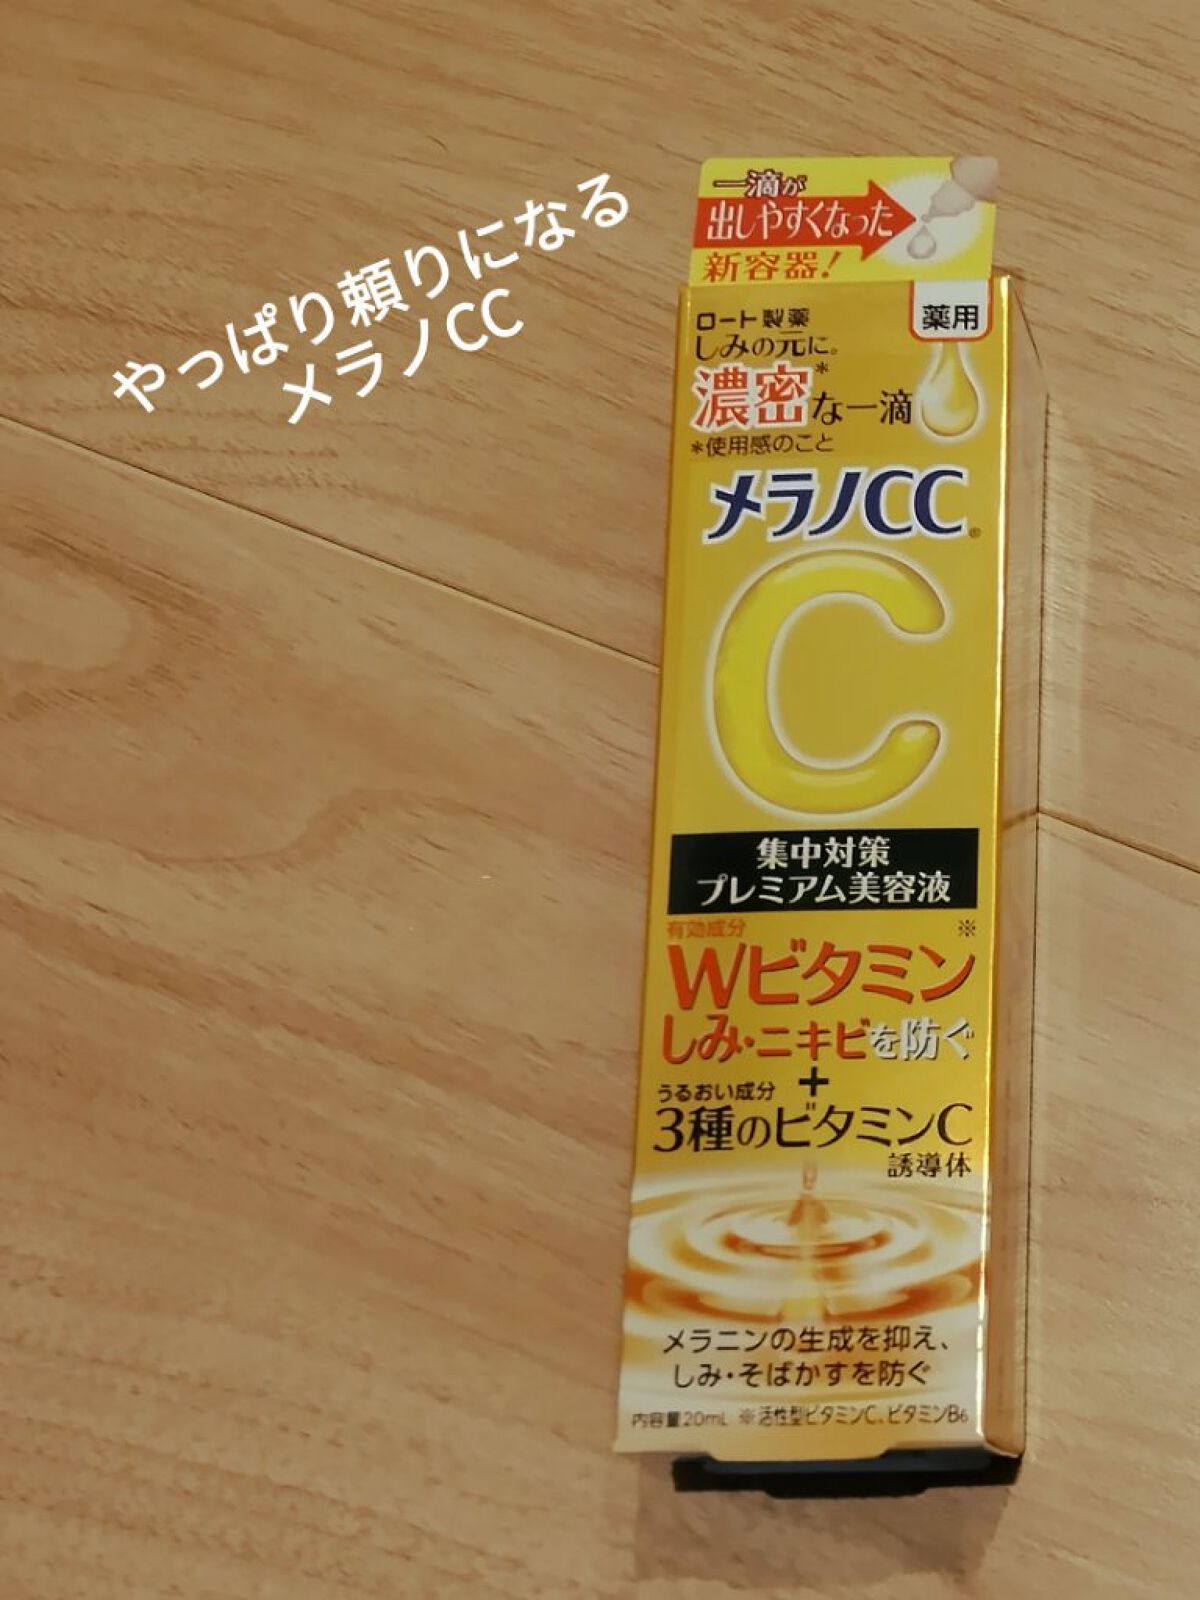 やっぱり頼りになる
メラノCC
一滴が
出しやすくなった
新容器!
薬用
ロート製薬
しみの元に。
濃密*な一滴
*使用感のこと
メラノCC®
C
集中対策
プレミアム美容液
有効成分
Wビタミン※
しみ・ニキビを防ぐ
+
うるおい成分
3種のビタミンC
誘導体
メラニンの生成を抑え、
しみ・そばかすを防ぐ
内容量20mL ※活性型ビタミンC、ビタミンB6